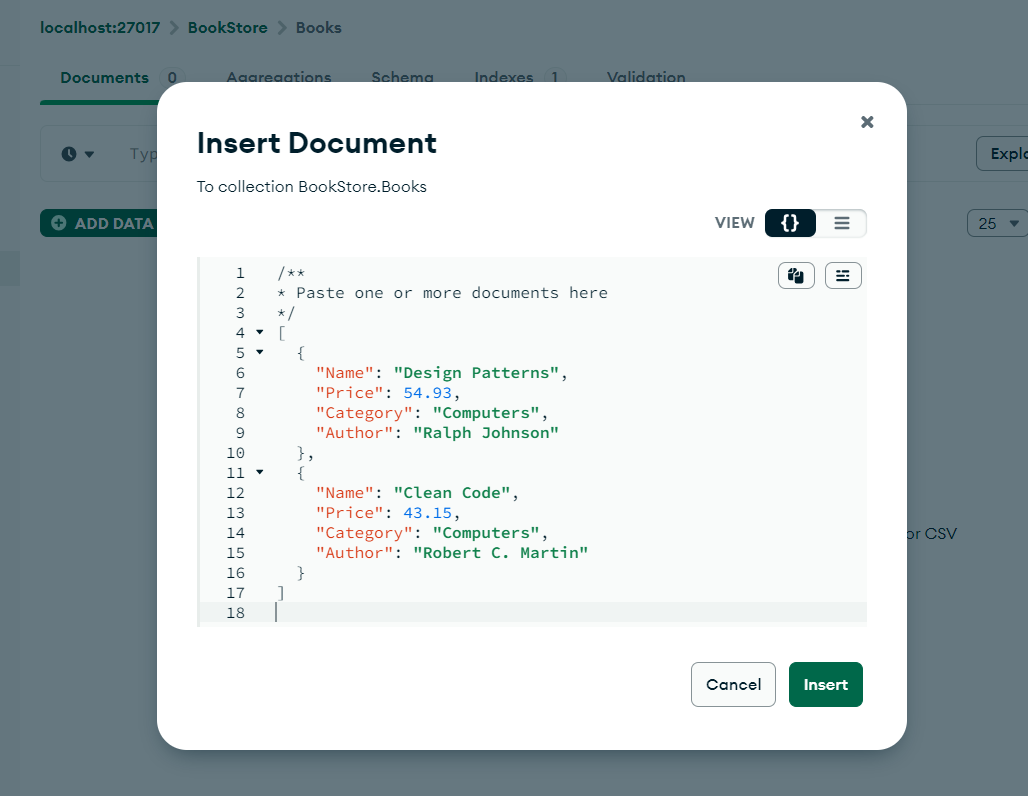 localhost:27017 > BookStore > Books
Documents 0 Aggregations Schema Indexes 1 Validation
Insert Document
Typ
To collection BookStore.Books
ADD DATA
VIEW {}
25
1 /**
2 * Paste one or more documents here
3 */
4 [
5 {
6 "Name": "Design Patterns",
7 "Price": 54.93,
8 "Category": "Computers",
9 "Author": "Ralph Johnson"
10 },
11 {
12 "Name": "Clean Code",
13 "Price": 43.15,
14 "Category": "Computers",
15 "Author": "Robert C. Martin"
16 }
17 ]
18
or CSV
Cancel Insert